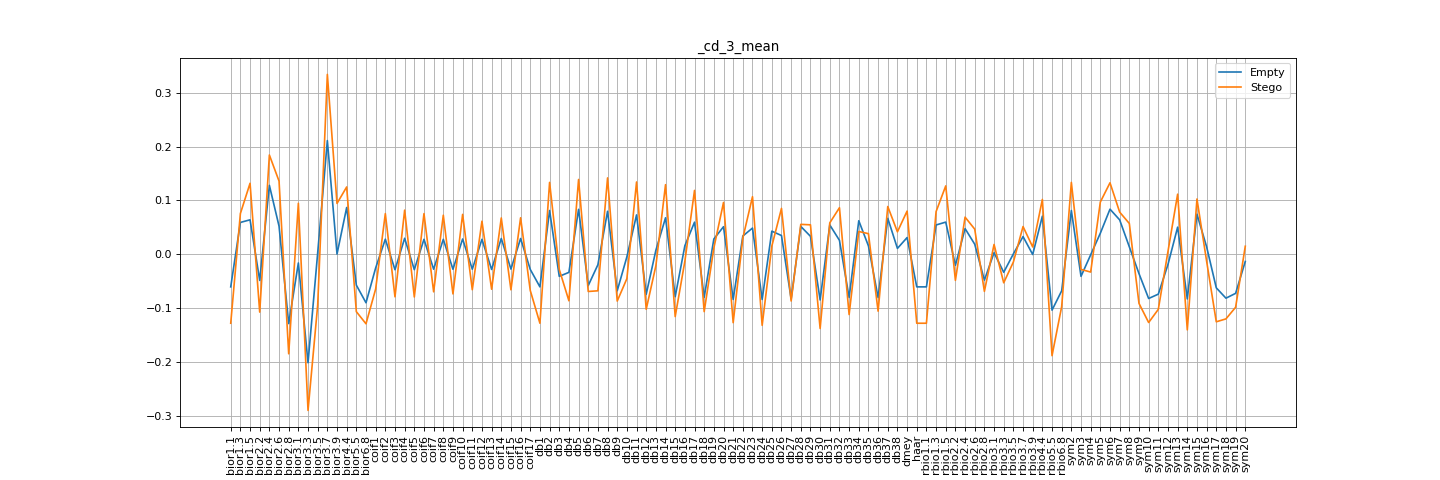 _cd_3_mean
Empty
Stego
0.3
0.2
0.1
0.0
−0.1
−0.2
−0.3
bior1.1
bior1.3
bior1.5
bior2.2
bior2.4
bior2.6
bior2.8
bior3.1
bior3.3
bior3.5
bior3.7
bior3.9
bior4.4
bior5.5
bior6.8
coif1
coif2
coif3
coif4
coif5
coif6
coif7
coif8
coif9
coif10
coif11
coif12
coif13
coif14
coif15
coif16
coif17
db1
db2
db3
db4
db5
db6
db7
db8
db9
db10
db11
db12
db13
db14
db15
db16
db17
db18
db19
db20
db21
db22
db23
db24
db25
db26
db27
db28
db29
db30
db31
db32
db33
db34
db35
db36
db37
db38
dmey
haar
rbio1.1
rbio1.3
rbio1.5
rbio2.2
rbio2.4
rbio2.6
rbio2.8
rbio3.1
rbio3.3
rbio3.5
rbio3.7
rbio3.9
rbio4.4
rbio5.5
rbio6.8
sym2
sym3
sym4
sym5
sym6
sym7
sym8
sym9
sym10
sym11
sym12
sym13
sym14
sym15
sym16
sym17
sym18
sym19
sym20